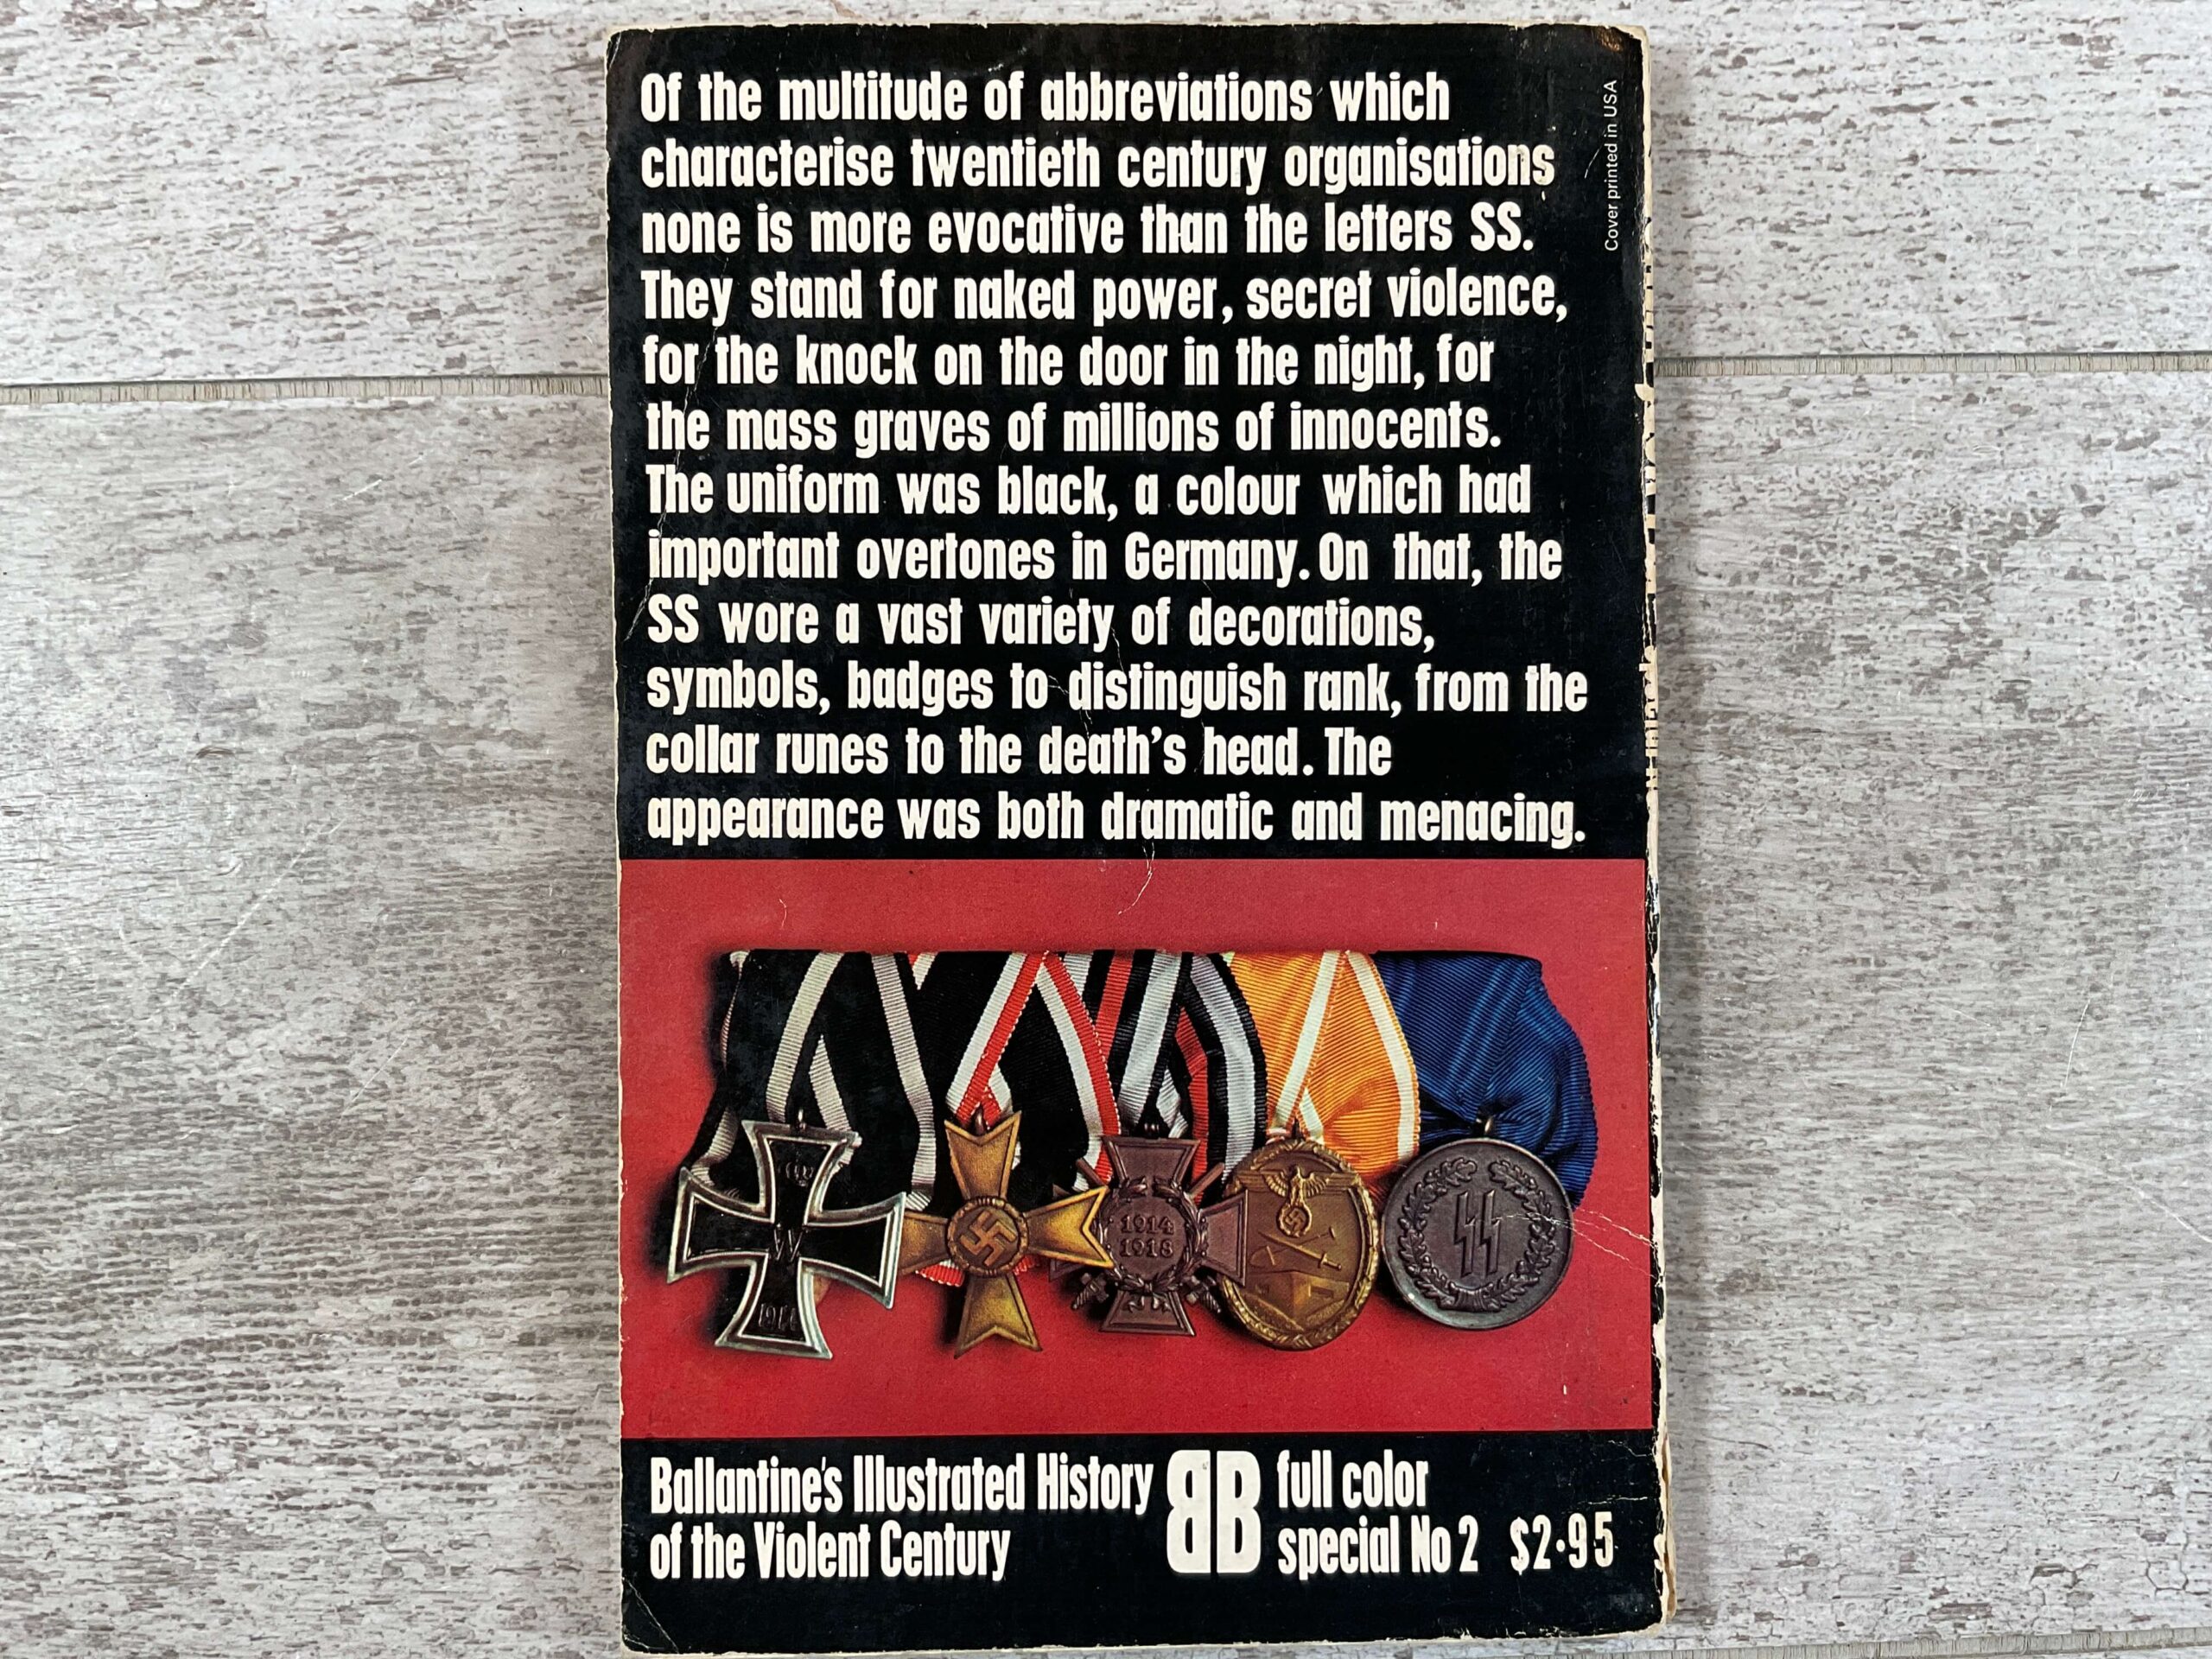 Of the multitude of abbreviations which
characterise twentieth century organisations
none is more evocative than the letters SS.
They stand for naked power, secret violence,
for the knock on the door in the night, for
the mass graves of millions of innocents.
The uniform was black, a colour which had
important overtones in Germany. On that, the
SS wore a vast variety of decorations,
symbols, badges to distinguish rank, from the
collar runes to the death's head. The
appearance was both dramatic and menacing.
Cover printed in USA
W
1914
1918
Ballantine's Illustrated History
of the Violent Century
BB
full color
special No 2 $2·95